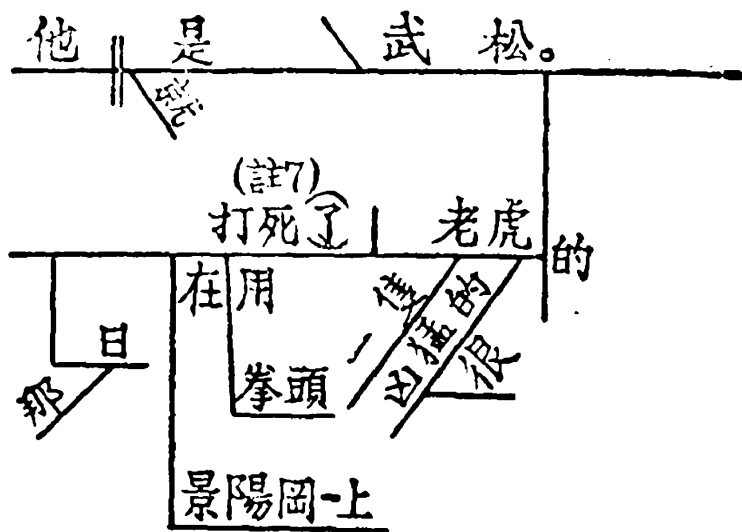 他 是 武 松。
就
(註7)
打死(了) 老虎 的
在 用 一隻 凶猛的 很
日 那
拳頭
景陽岡-上